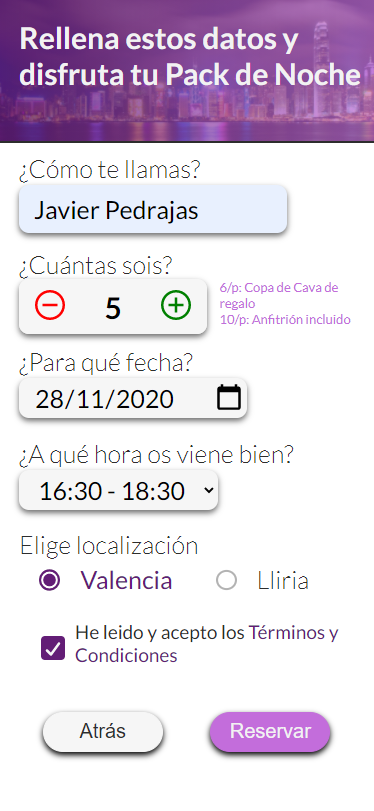 Rellena estos datos y
disfruta tu Pack de Noche
¿Cómo te llamas?
Javier Pedrajas
¿Cuántas sois?
5
6/p: Copa de Cava de
regalo
10/p: Anfitrión incluido
¿Para qué fecha?
28/11/2020
¿A qué hora os viene bien?
16:30 - 18:30
Elige localización
Valencia Lliria
He leido y acepto los Términos y
Condiciones
Atrás Reservar